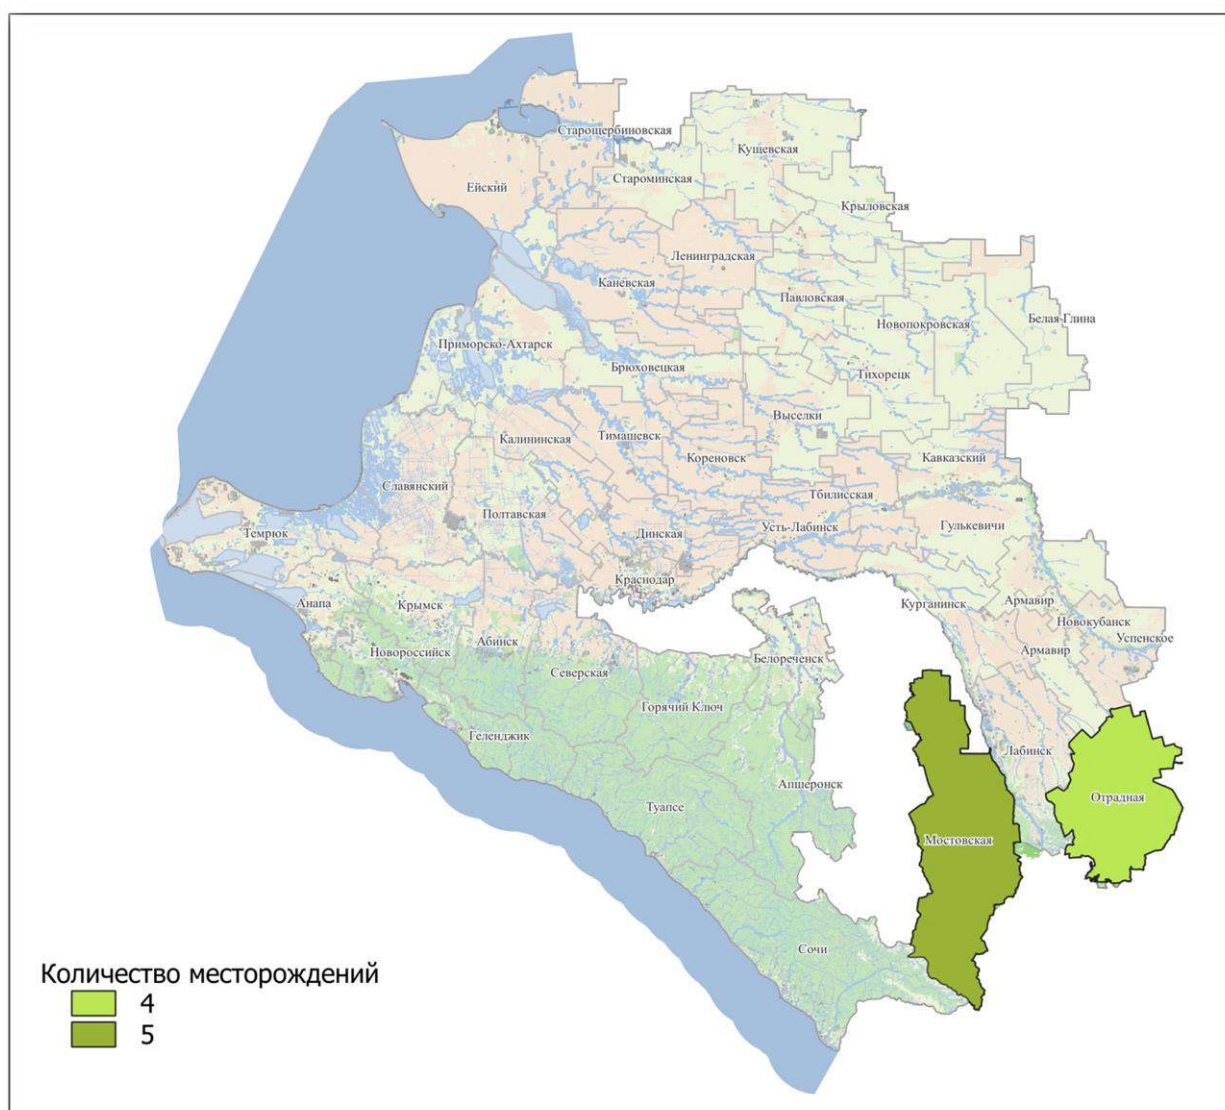 Старощербиновская
Кущевская
Староминская
Ейский
Крыловская
Ленинградская
Каневская
Павловская
Новопокровская
Белая Глина
Приморско-Ахтарск
Брюховецкая
Тихорецк
Выселки
Калининская
Тимашевск
Кореновск
Кавказский
Славянский
Тбилисская
Полтавская
Усть-Лабинск
Гулькевичи
Темрюк
Динская
Краснодар
Анапа
Крымск
Курганинск
Армавир
Новокубанск
Успенское
Абинск
Новороссийск
Северская
Белореченск
Армавир
Горячий Ключ
Геленджик
Лабинск
Апшеронск
Отрадная
Туапсе
Мостовская
Сочи
Количество месторождений
4
5